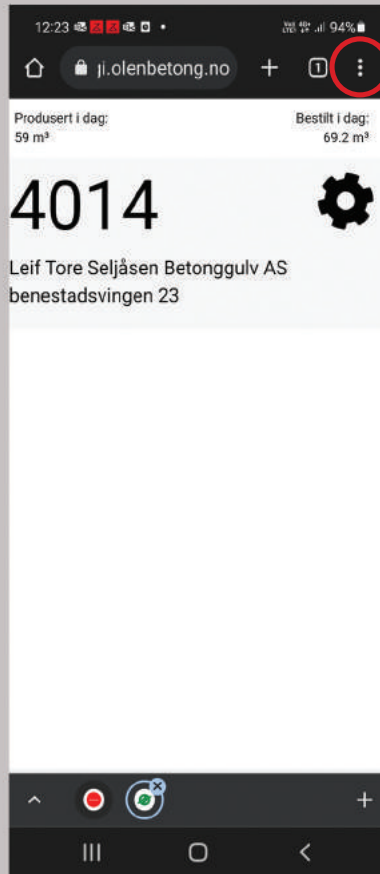 12:23
94%
ji.olenbetong.no
1
Produsert i dag:
59 m³
Bestilt i dag:
69.2 m³
4014
Leif Tore Seljåsen Betonggulv AS
benestadsvingen 23